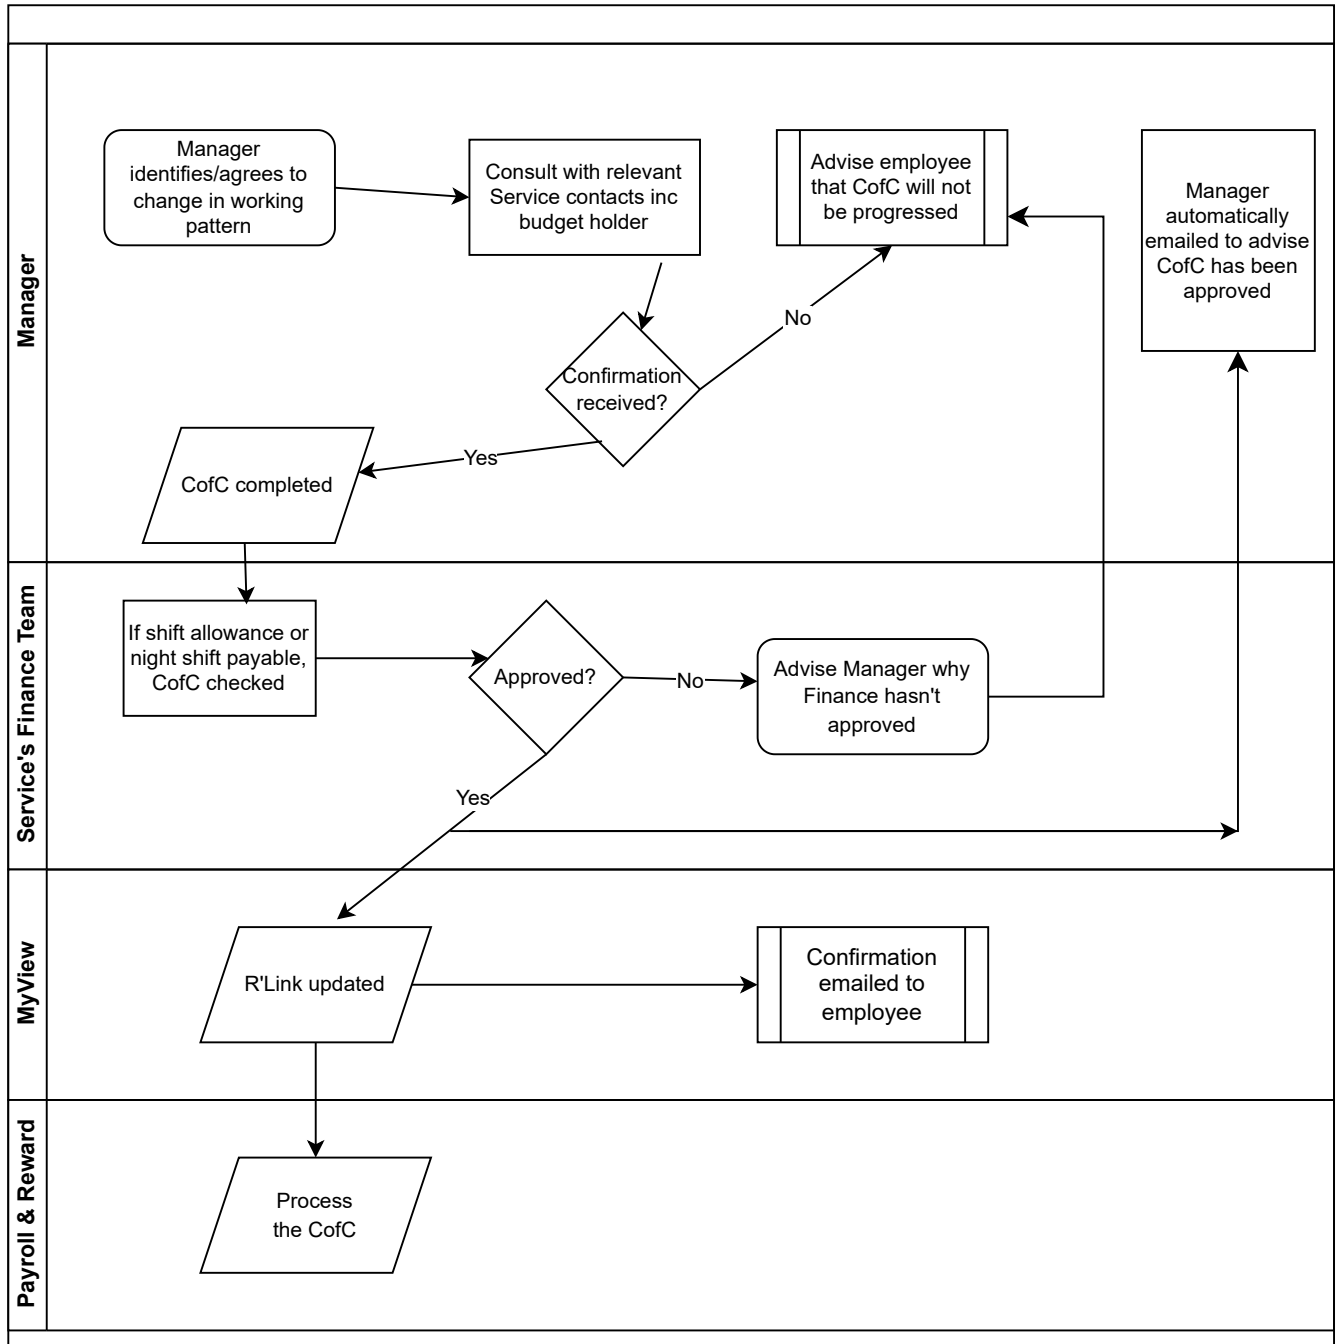 Manager
Manager
identifies/agrees to
change in working
pattern
Consult with relevant
Service contacts inc
budget holder
Advise employee
that CofC will not
be progressed
Manager
automatically
emailed to advise
CofC has been
approved
No
Confirmation
received?
Yes
CofC completed
Service's Finance Team
If shift allowance or
night shift payable,
CofC checked
Approved?
No
Advise Manager why
Finance hasn't
approved
Yes
MyView
R'Link updated
Confirmation
emailed to
employee
Payroll & Reward
Process
the CofC